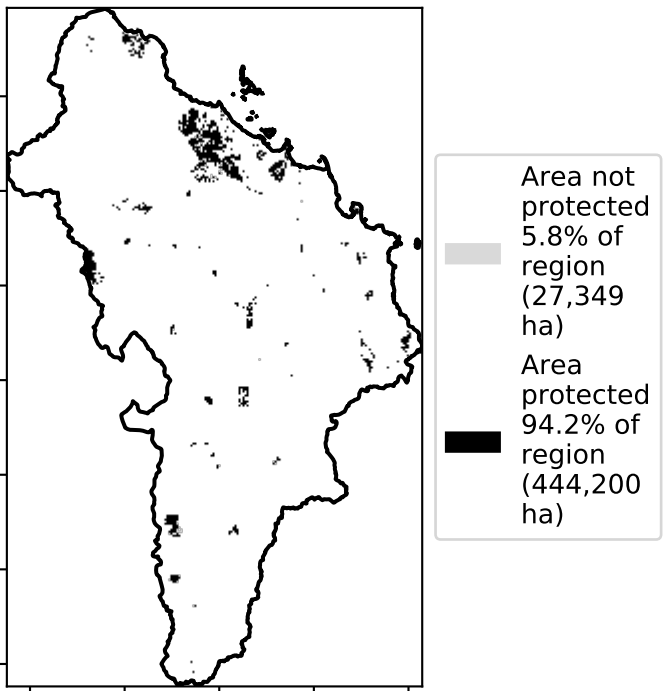 Area not
protected
5.8% of
region
(27,349
ha)
Area
protected
94.2% of
region
(444,200
ha)